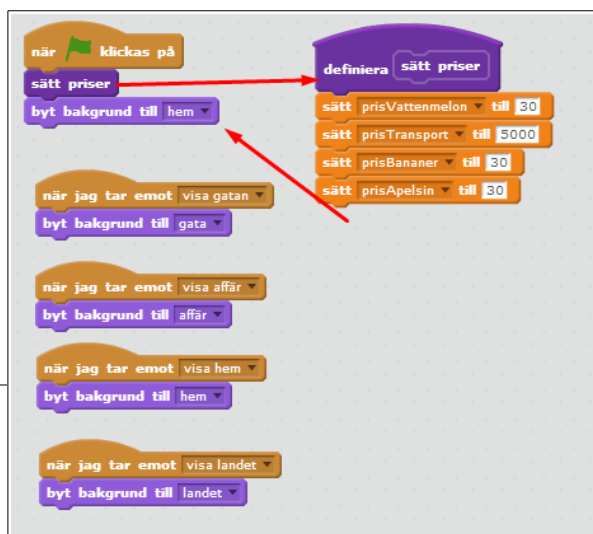 när klickas på
sätt priser
byt bakgrund till hem
när jag tar emot visa gatan
byt bakgrund till gata
när jag tar emot visa affär
byt bakgrund till affär
när jag tar emot visa hem
byt bakgrund till hem
när jag tar emot visa landet
byt bakgrund till landet
definiera sätt priser
sätt prisVattenmelon till 30
sätt prisTransport till 5000
sätt prisBananer till 30
sätt prisApelsin till 30